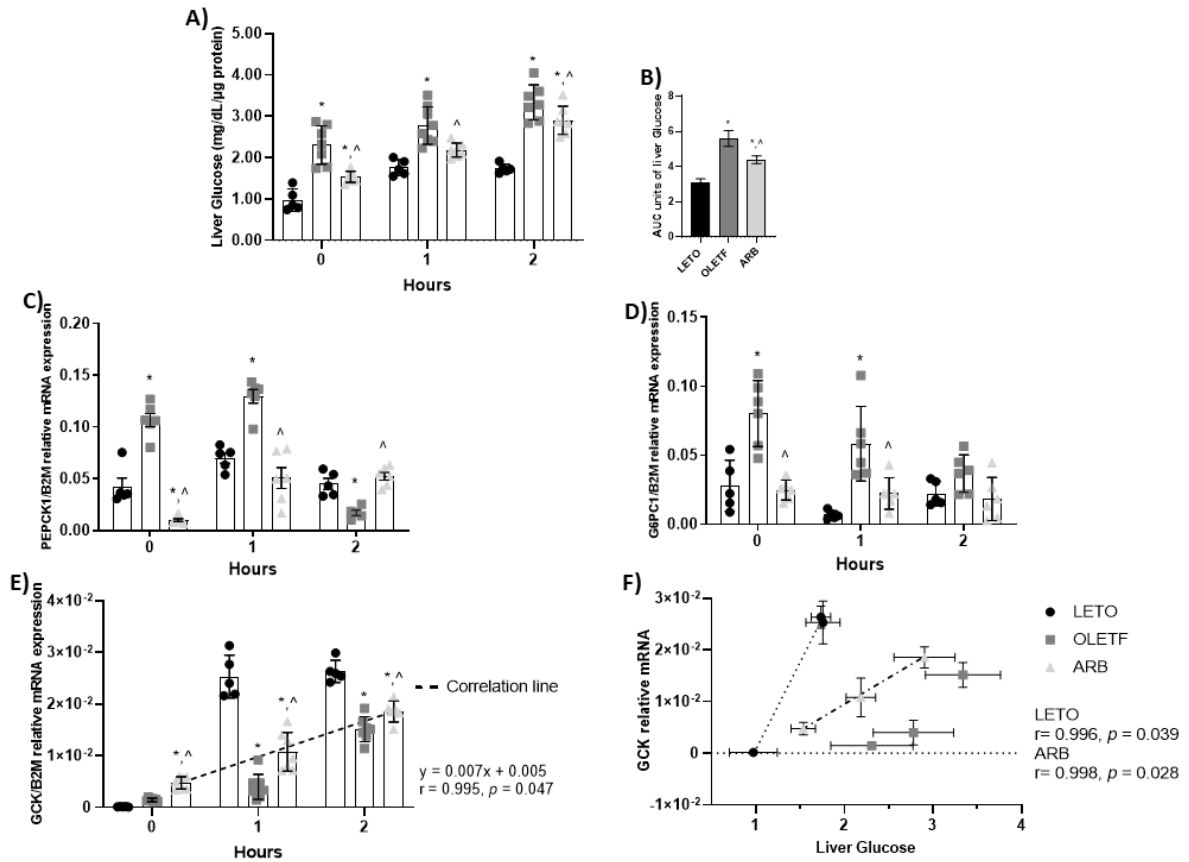 A)
Liver Glucose (mg/dL/µg protein)
5.00
4.00
3.00
2.00
1.00
0.00
* *,^ * ^ * *,^
0 1 2
Hours
B)
AUC units of liver Glucose
8
6
4
2
0
* *,^
LETO OLETF ARB
C)
PEPCK1/B2M relative mRNA expression
0.20
0.15
0.10
0.05
0.00
* *,^ * ^ * ^
0 1 2
Hours
D)
G6PC1/B2M relative mRNA expression
0.15
0.10
0.05
0.00
* ^ * ^
0 1 2
Hours
E)
GCK/B2M relative mRNA expression
4×10⁻²
3×10⁻²
2×10⁻²
1×10⁻²
0
*,^ * *,^ * *,^
0 1 2
Hours
Correlation line
y = 0.007x + 0.005
r = 0.995, p = 0.047
F)
GCK relative mRNA
3×10⁻²
2×10⁻²
1×10⁻²
0
-1×10⁻²
1 2 3 4
Liver Glucose
LETO
OLETF
ARB
LETO
r= 0.996, p = 0.039
ARB
r= 0.998, p = 0.028